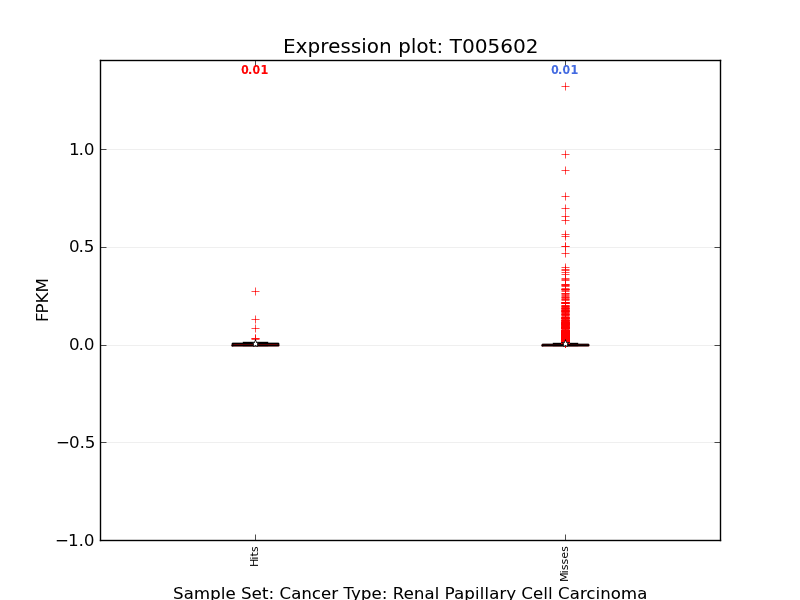 Expression plot: T005602
0.01
0.01
1.0
0.5
0.0
−0.5
−1.0
FPKM
Hits
Misses
Sample Set: Cancer Type: Renal Papillary Cell Carcinoma